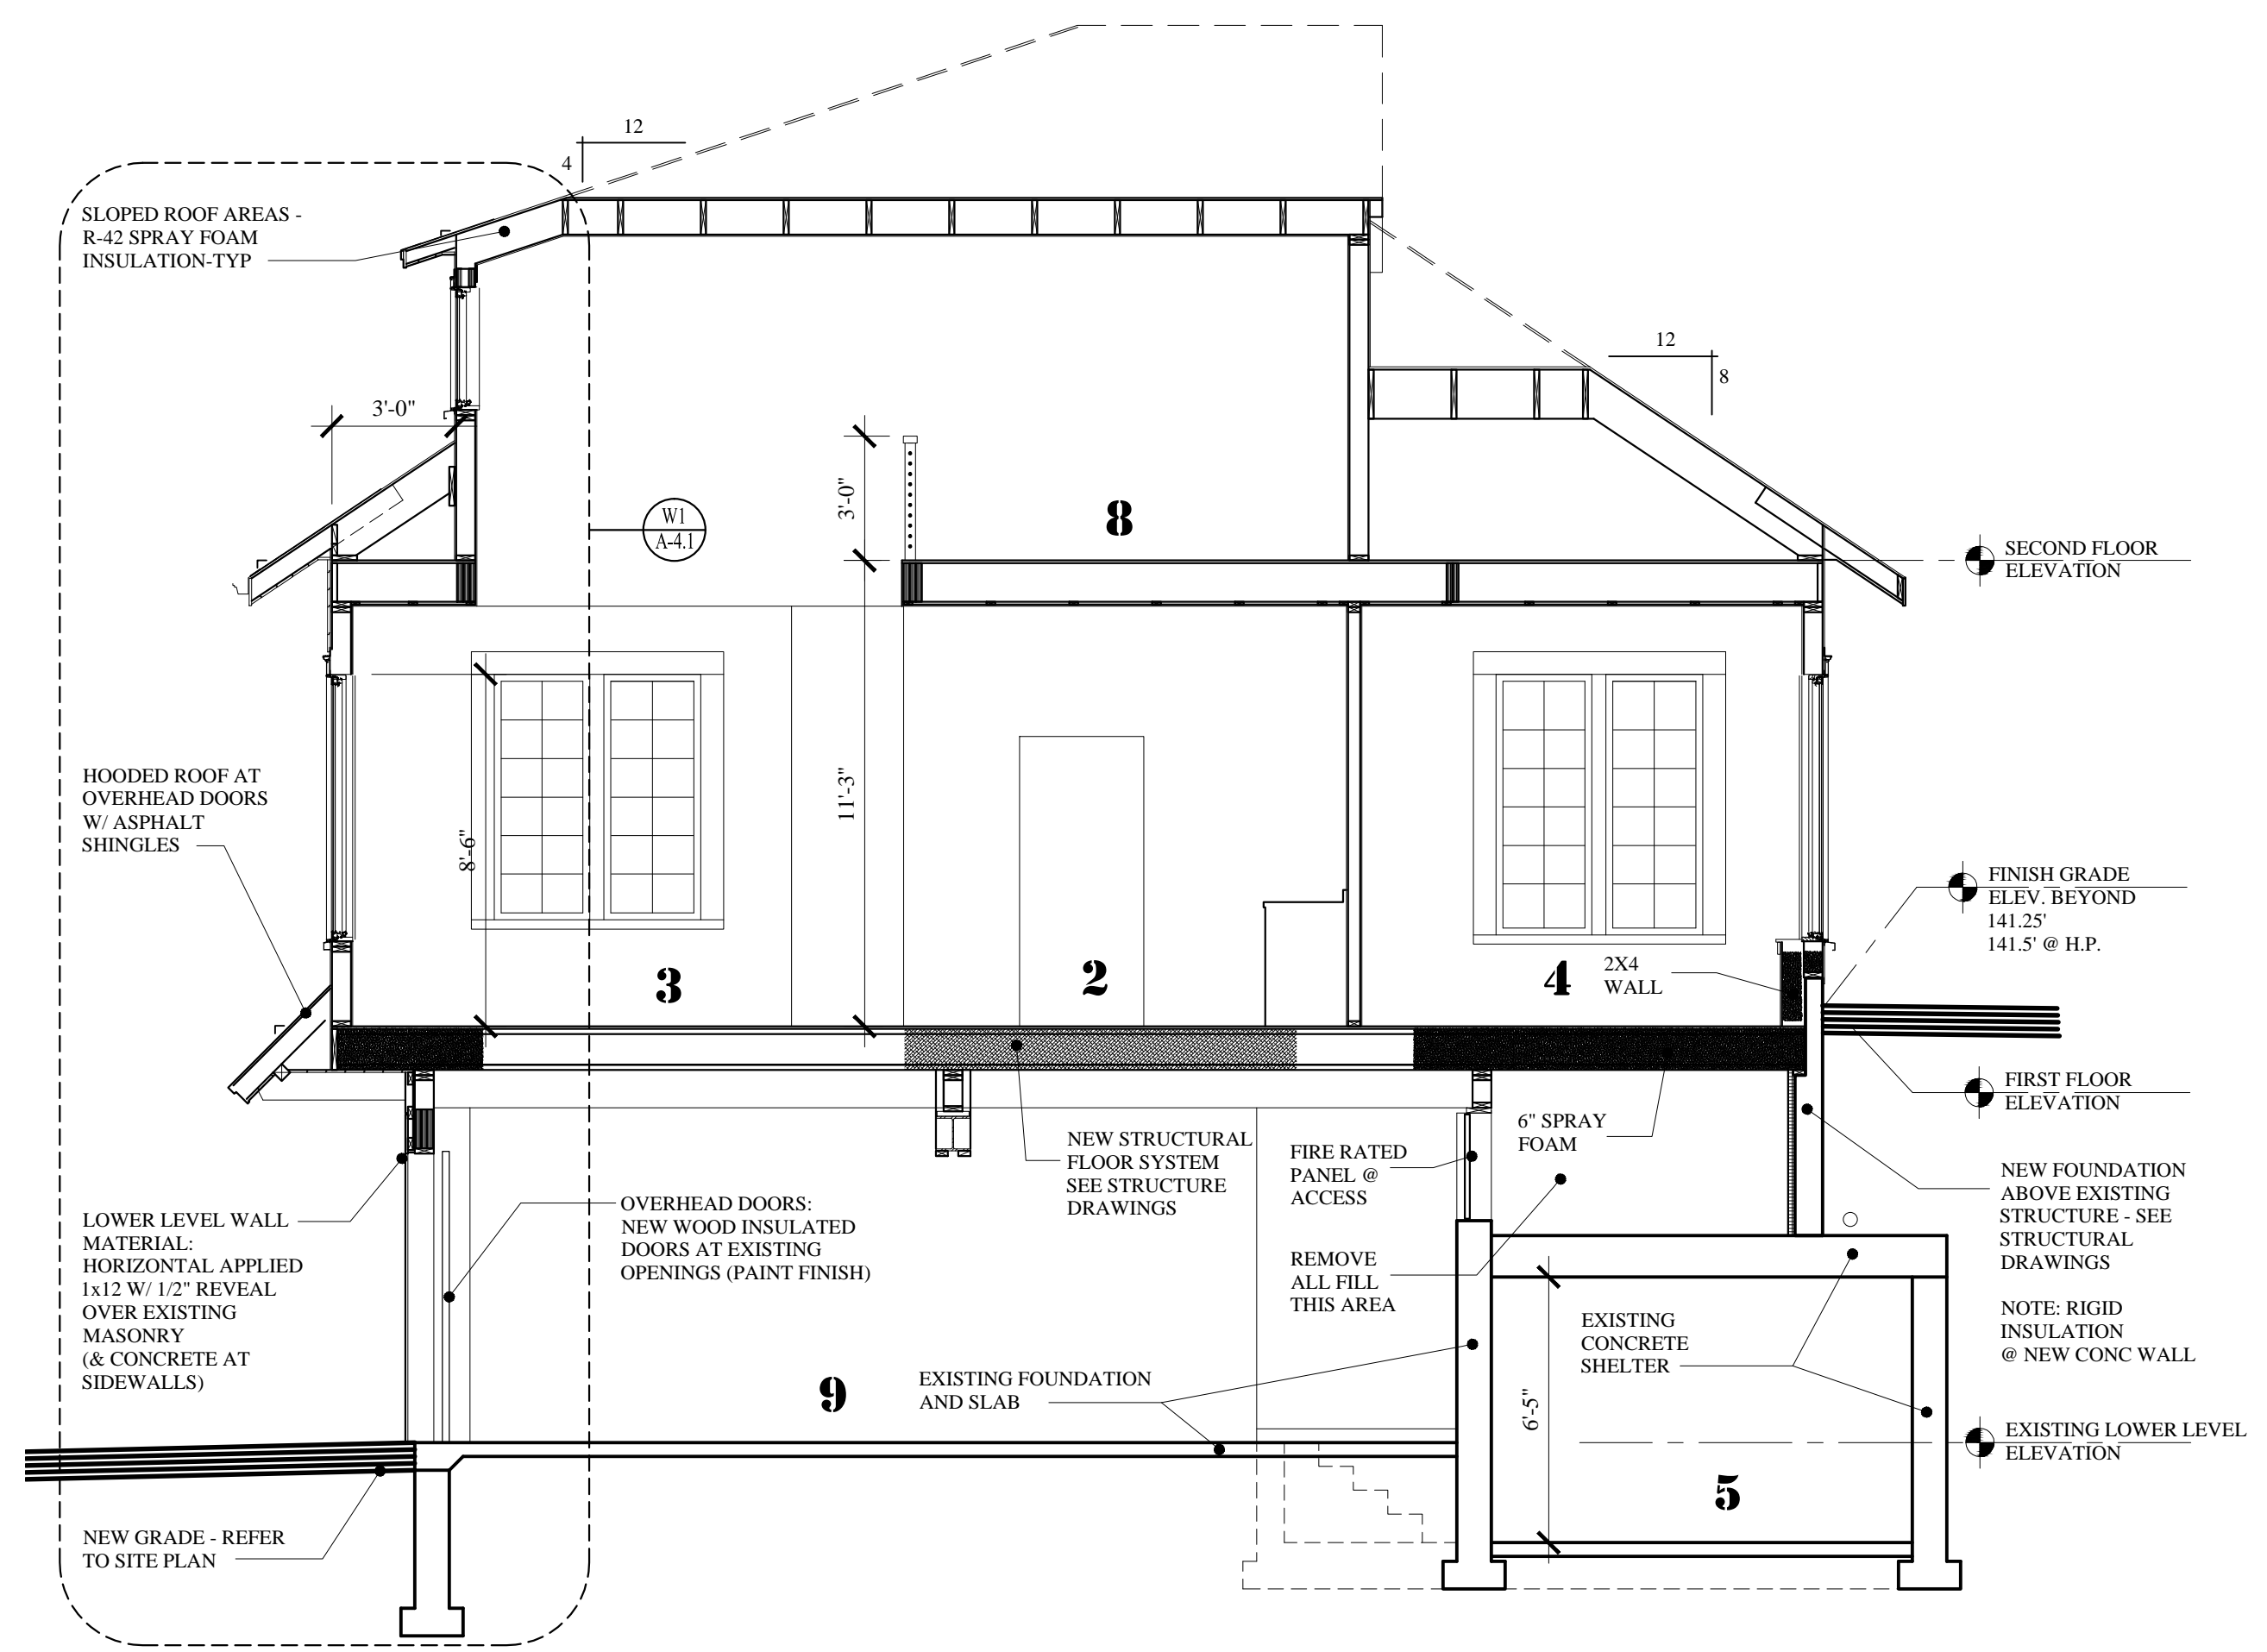 12
4
SLOPED ROOF AREAS -
R-42 SPRAY FOAM
INSULATION-TYP
12
8
3'-0"
3'-0"
W1
A-4.1
8
SECOND FLOOR
ELEVATION
HOODED ROOF AT
OVERHEAD DOORS
W/ ASPHALT
SHINGLES
8'-6"
11'-3"
FINISH GRADE
ELEV. BEYOND
141.25'
141.5' @ H.P.
3
2
4
2X4
WALL
FIRST FLOOR
ELEVATION
6" SPRAY
FOAM
NEW STRUCTURAL
FLOOR SYSTEM
SEE STRUCTURE
DRAWINGS
FIRE RATED
PANEL @
ACCESS
NEW FOUNDATION
ABOVE EXISTING
STRUCTURE - SEE
STRUCTURAL
DRAWINGS
NOTE: RIGID
INSULATION
@ NEW CONC WALL
LOWER LEVEL WALL
MATERIAL:
HORIZONTAL APPLIED
1x12 W/ 1/2" REVEAL
OVER EXISTING
MASONRY
(& CONCRETE AT
SIDEWALLS)
OVERHEAD DOORS:
NEW WOOD INSULATED
DOORS AT EXISTING
OPENINGS (PAINT FINISH)
REMOVE
ALL FILL
THIS AREA
EXISTING
CONCRETE
SHELTER
9
EXISTING FOUNDATION
AND SLAB
6'-5"
EXISTING LOWER LEVEL
ELEVATION
5
NEW GRADE - REFER
TO SITE PLAN